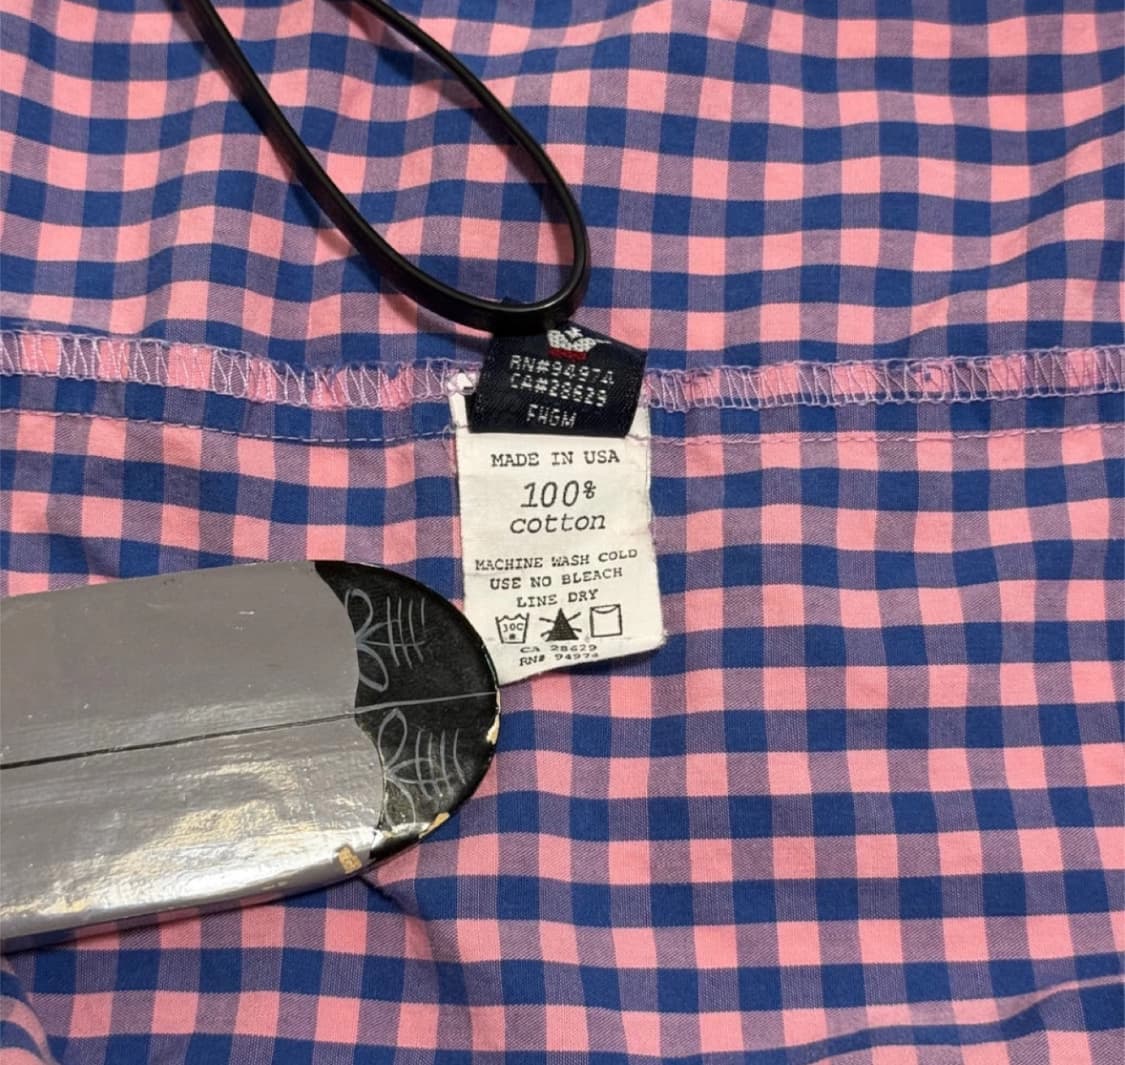 RN#94974
CA#28629
FHGM
MADE IN USA
100%
cotton
MACHINE WASH COLD
USE NO BLEACH
LINE DRY
30C
CA 28629
RN# 94974